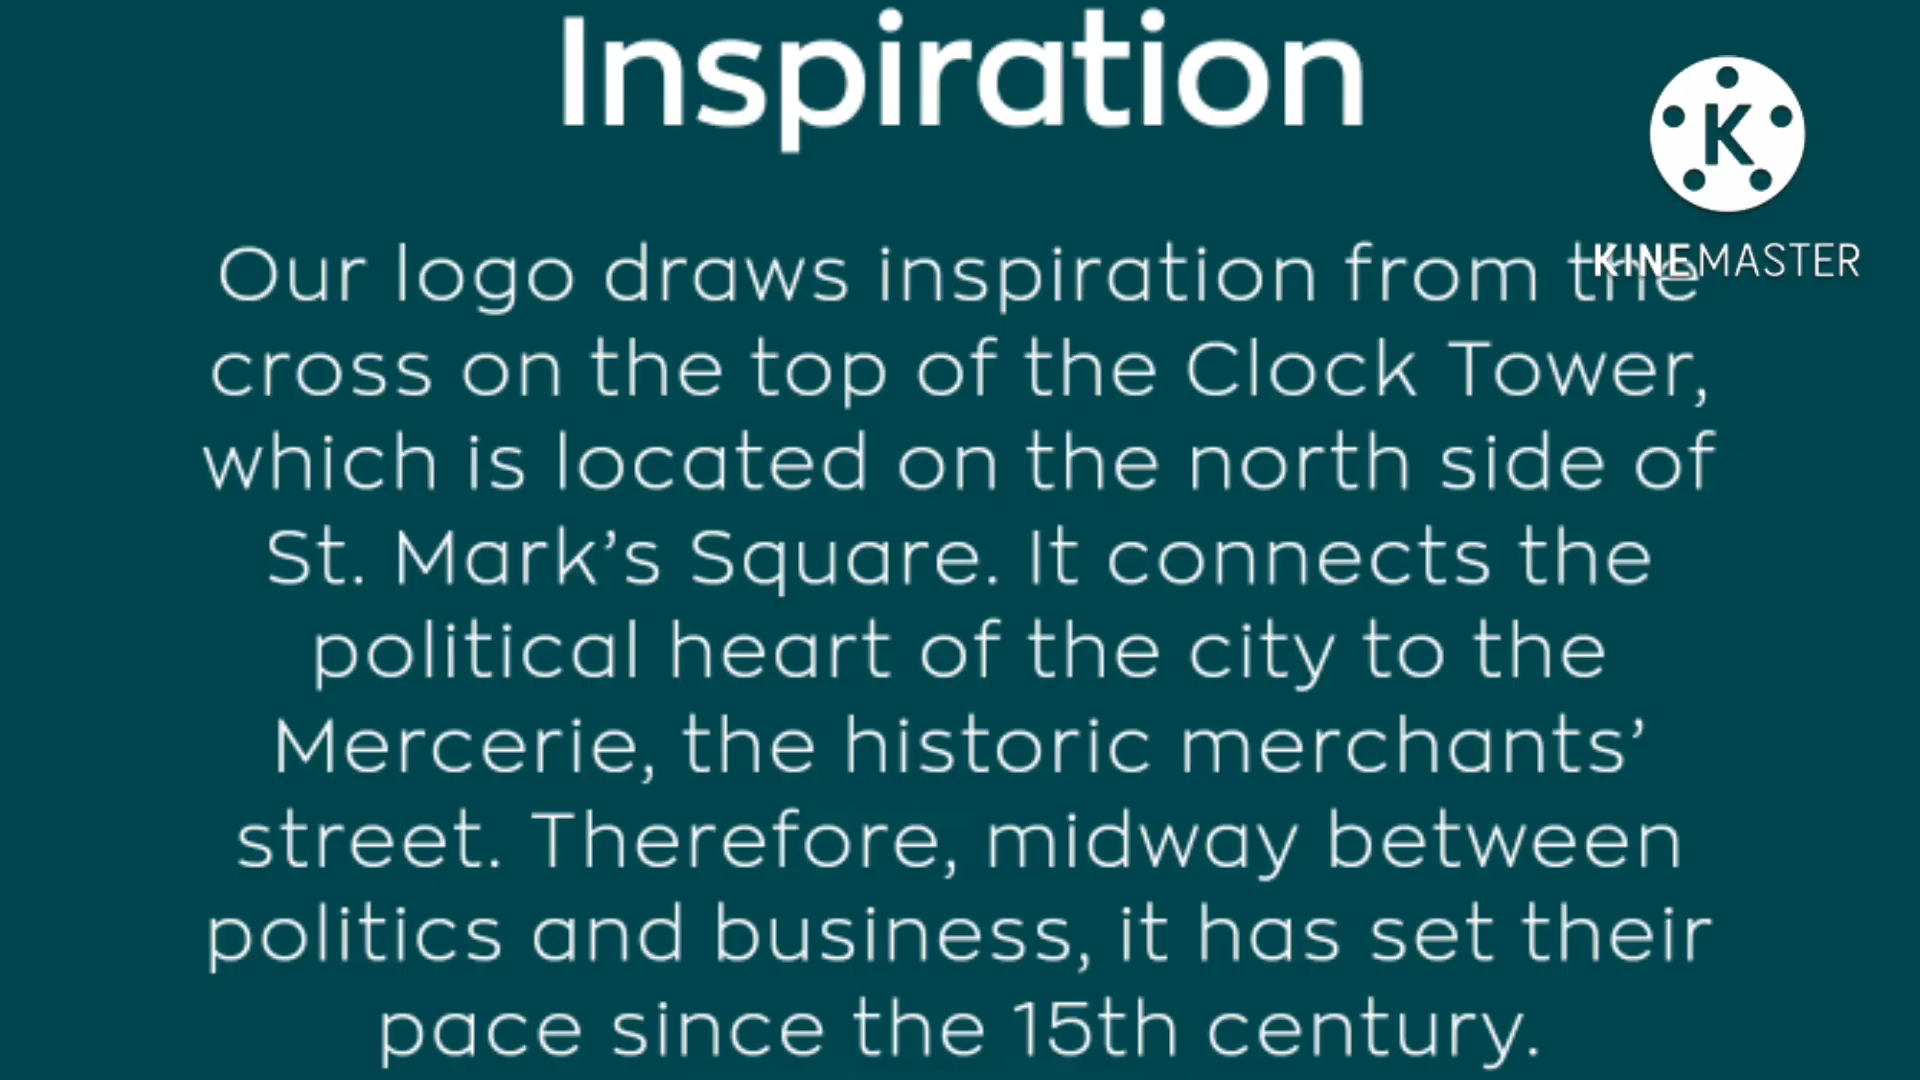 Inspiration
K
KINEMASTER
Our logo draws inspiration from the
cross on the top of the Clock Tower,
which is located on the north side of
St. Mark’s Square. It connects the
political heart of the city to the
Mercerie, the historic merchants’
street. Therefore, midway between
politics and business, it has set their
pace since the 15th century.